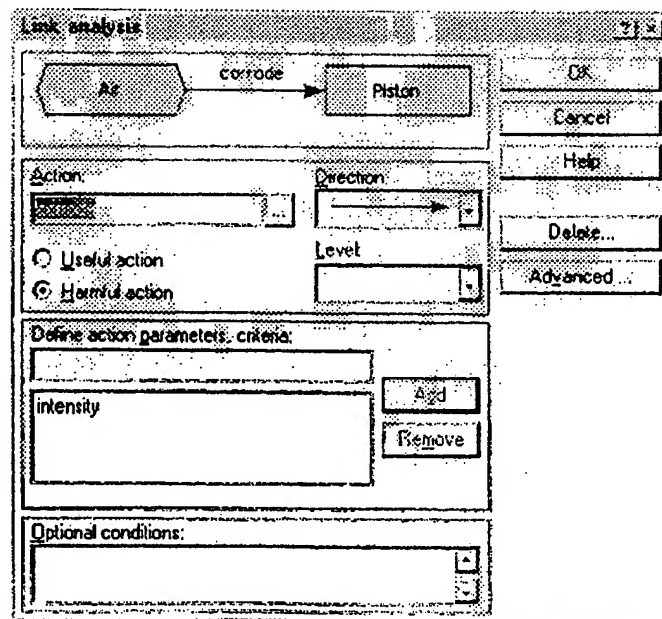 Link analysis
Air corrode Piston
OK
Cancel
Help
Delete...
Advanced...
Action:
...
Direction
Useful action
Harmful action
Level:
Define action parameters, criteria:
Add
intensity
Remove
Optional conditions: